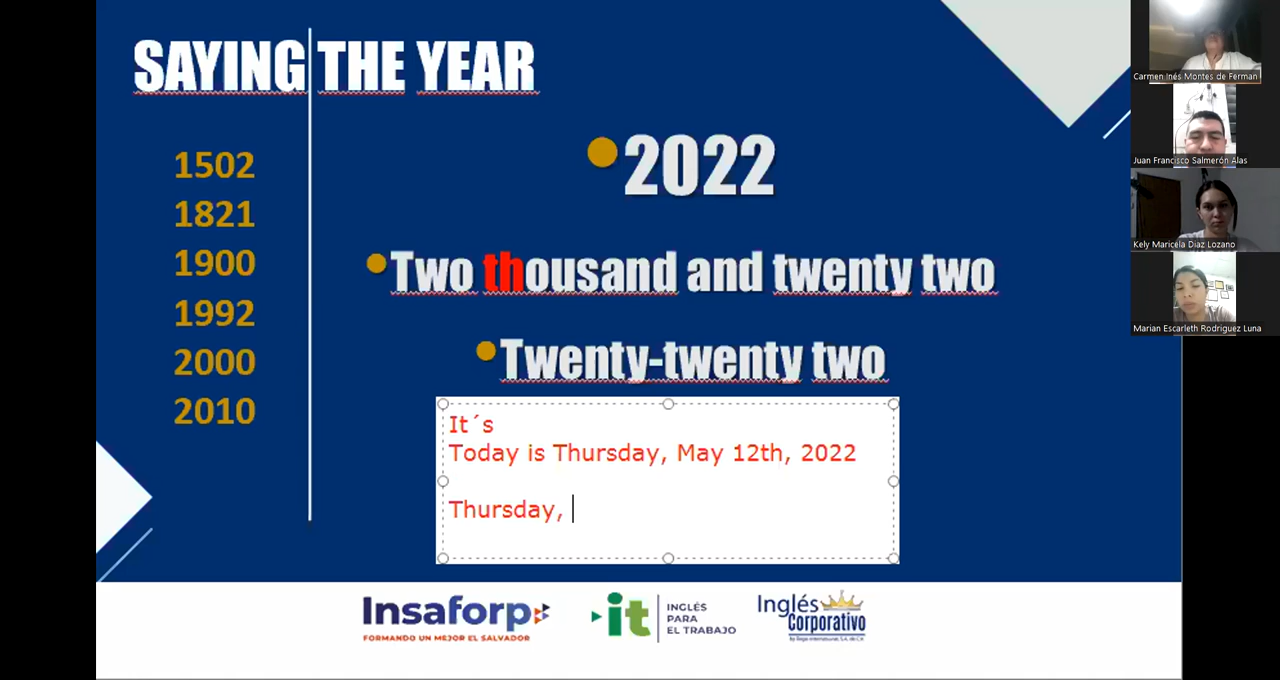 SAYING THE YEAR
1502
1821
1900
1992
2000
2010
2022
Two thousand and twenty two
Twenty-twenty two
It´s
Today is Thursday, May 12th, 2022
Thursday,
Insaforp
FORMANDO UN MEJOR EL SALVADOR
it
INGLÉS
PARA
EL TRABAJO
Inglés
Corporativo
Carmen Inés Montes de Ferman
Juan Francisco Salmerón Alas
Kely Maricela Diaz Lozano
Marian Escarleth Rodriguez Luna